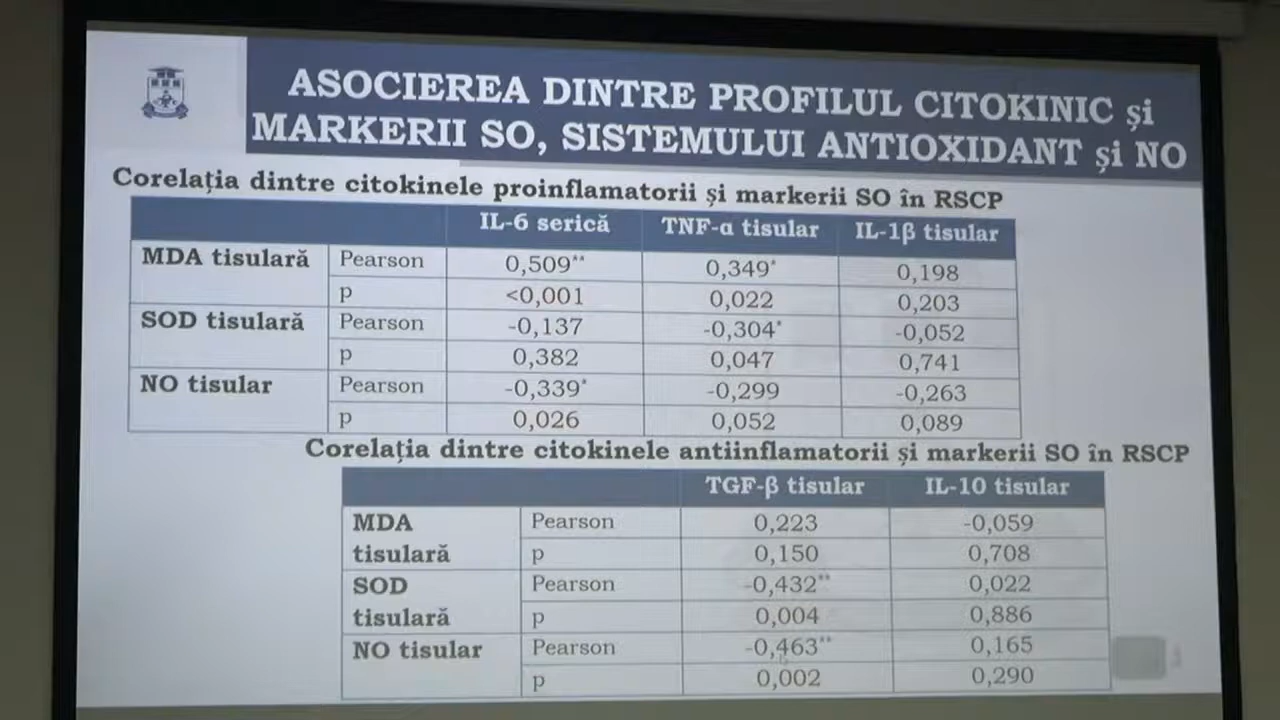 ASOCIEREA DINTRE PROFILUL CITOKINIC și
MARKERII SO, SISTEMULUI ANTIOXIDANT și NO
Corelația dintre citokinele proinflamatorii și markerii SO în RSCP
IL-6 serică TNF-α tisular IL-1β tisular
MDA tisulară Pearson 0,509** 0,349* 0,198
p <0,001 0,022 0,203
SOD tisulară Pearson -0,137 -0,304* -0,052
p 0,382 0,047 0,741
NO tisular Pearson -0,339* -0,299 -0,263
p 0,026 0,052 0,089
Corelația dintre citokinele antiinflamatorii și markerii SO în RSCP
TGF-β tisular IL-10 tisular
MDA Pearson 0,223 -0,059
tisulară p 0,150 0,708
SOD Pearson -0,432** 0,022
tisulară p 0,004 0,886
NO tisular Pearson -0,463** 0,165
p 0,002 0,290